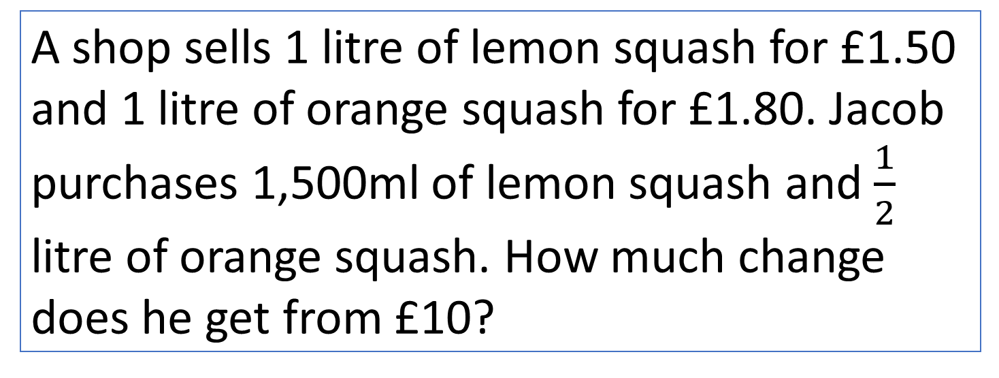 A shop sells 1 litre of lemon squash for £1.50
and 1 litre of orange squash for £1.80. Jacob
purchases 1,500ml of lemon squash and 1/2
litre of orange squash. How much change
does he get from £10?